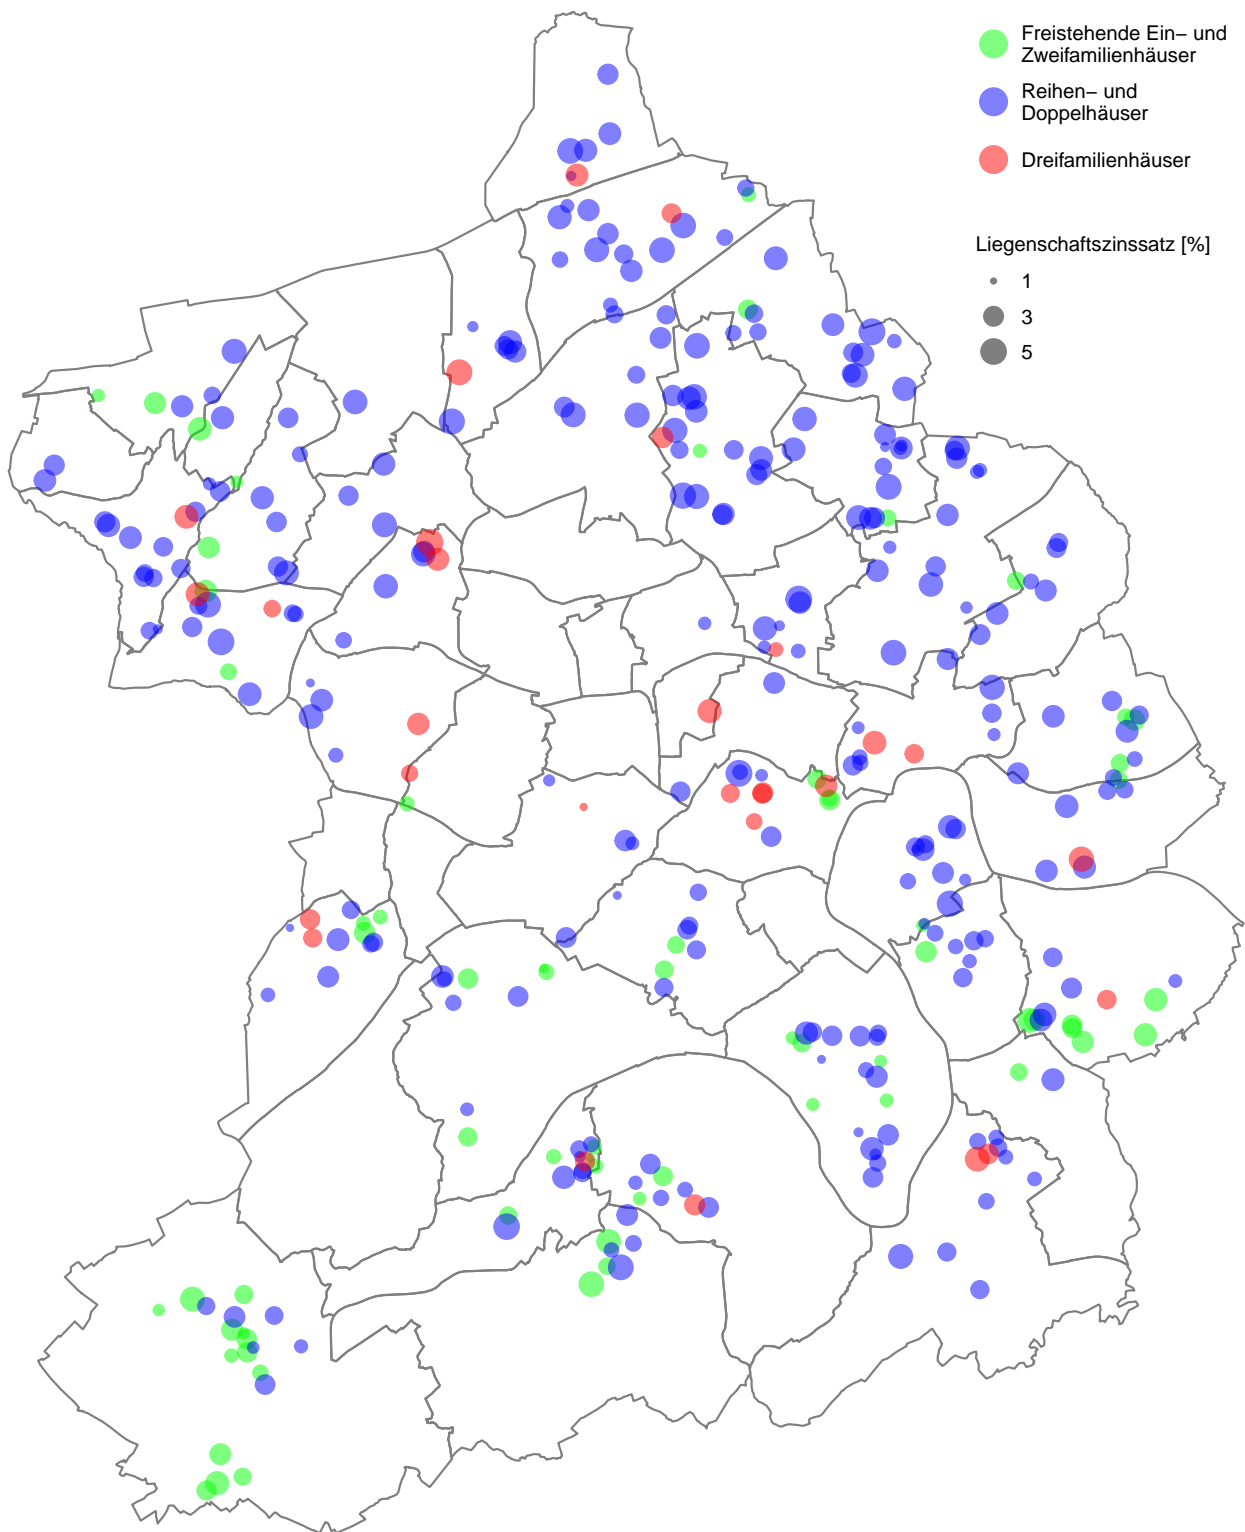 Freistehende Ein− und
Zweifamilienhäuser
Reihen− und
Doppelhäuser
Dreifamilienhäuser
Liegenschaftszinssatz [%]
1
3
5